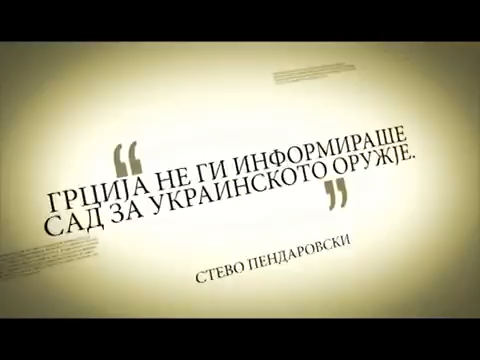 “
ГРЦИЈА НЕ ГИ ИНФОРМИРАШЕ
САД ЗА УКРАИНСКОТО ОРУЖЈЕ.
”
СТЕВО ПЕНДАРОВСКИ